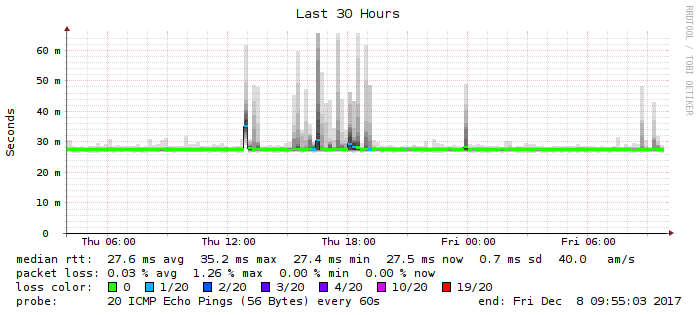 Last 30 Hours
RRDTOOL / TOBI OETIKER
Seconds
60 m
50 m
40 m
30 m
20 m
10 m
0
Thu 06:00 Thu 12:00 Thu 18:00 Fri 00:00 Fri 06:00
median rtt: 27.6 ms avg 35.2 ms max 27.4 ms min 27.5 ms now 0.7 ms sd 40.0 am/s
packet loss: 0.03 % avg 1.26 % max 0.00 % min 0.00 % now
loss color: 0 1/20 2/20 3/20 4/20 10/20 19/20
probe: 20 ICMP Echo Pings (56 Bytes) every 60s end: Fri Dec 8 09:55:03 2017